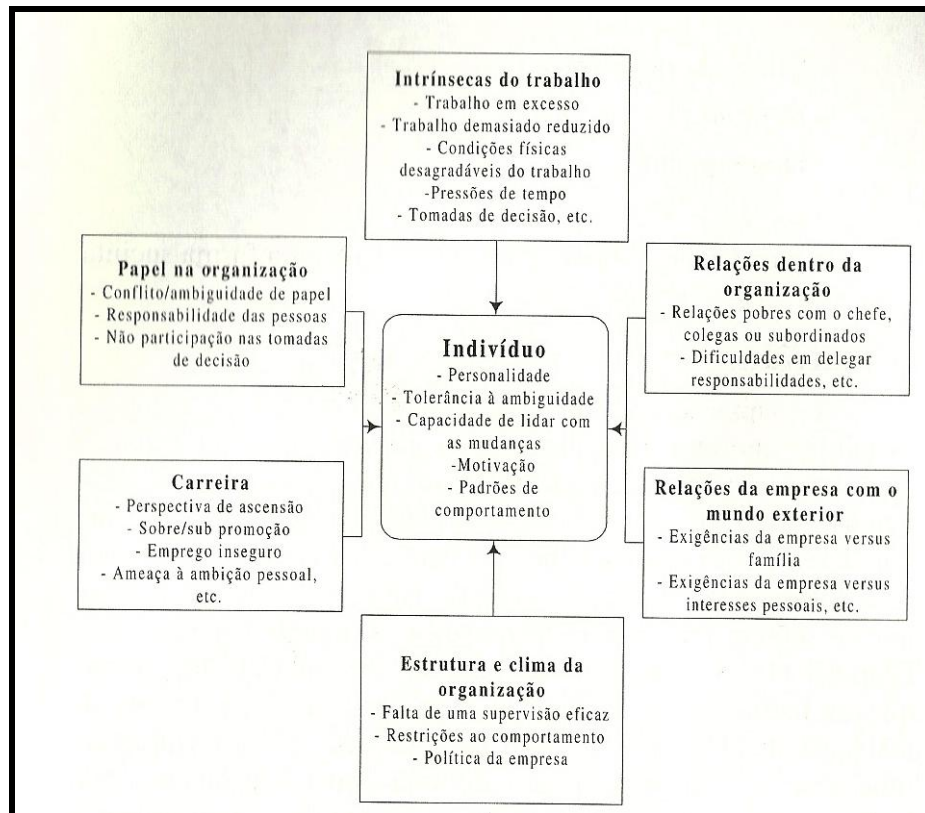 Intrínsecas do trabalho
- Trabalho em excesso
- Trabalho demasiado reduzido
- Condições físicas
desagradáveis do trabalho
-Pressões de tempo
- Tomadas de decisão, etc.
Papel na organização
- Conflito/ambiguidade de papel
- Responsabilidade das pessoas
- Não participação nas tomadas
de decisão
Relações dentro da
organização
- Relações pobres com o chefe,
colegas ou subordinados
- Dificuldades em delegar
responsabilidades, etc.
Indivíduo
- Personalidade
- Tolerância à ambiguidade
- Capacidade de lidar com
as mudanças
-Motivação
- Padrões de
comportamento
Carreira
- Perspectiva de ascensão
- Sobre/sub promoção
- Emprego inseguro
- Ameaça à ambição pessoal,
etc.
Relações da empresa com o
mundo exterior
- Exigências da empresa versus
família
- Exigências da empresa versus
interesses pessoais, etc.
Estrutura e clima da
organização
- Falta de uma supervisão eficaz
- Restrições ao comportamento
- Política da empresa